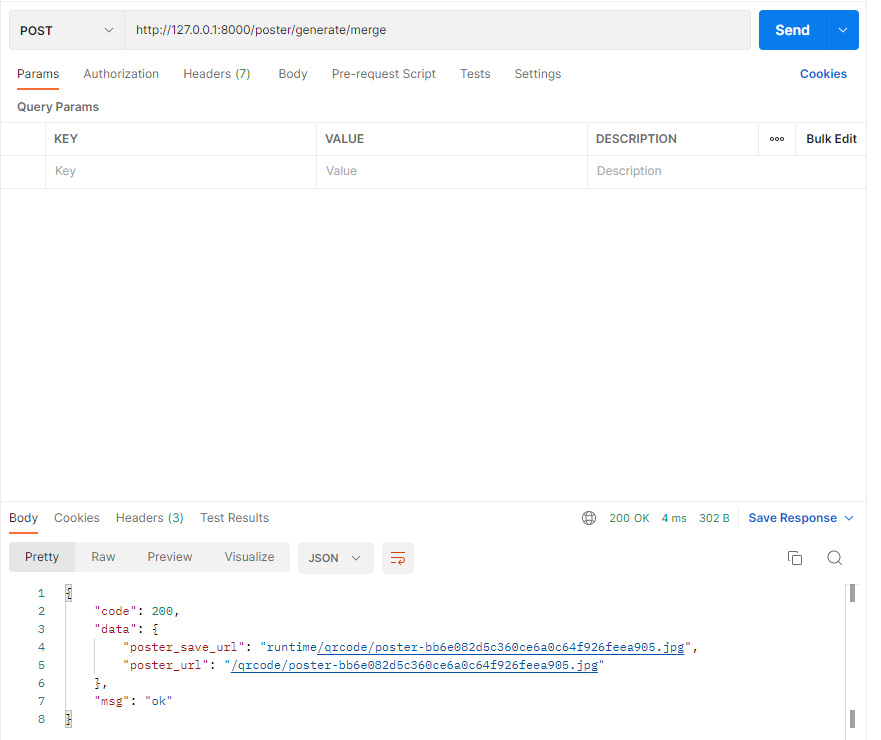 POST http://127.0.0.1:8000/poster/generate/merge Send
Params Authorization Headers (7) Body Pre-request Script Tests Settings Cookies
Query Params
KEY VALUE DESCRIPTION ooo Bulk Edit
Key Value Description
Body Cookies Headers (3) Test Results 200 OK 4 ms 302 B Save Response
Pretty Raw Preview Visualize JSON
1 {
2 "code": 200,
3 "data": {
4 "poster_save_url": "runtime/qrcode/poster-bb6e082d5c360ce6a0c64f926feea905.jpg",
5 "poster_url": "/qrcode/poster-bb6e082d5c360ce6a0c64f926feea905.jpg"
6 },
7 "msg": "ok"
8 }